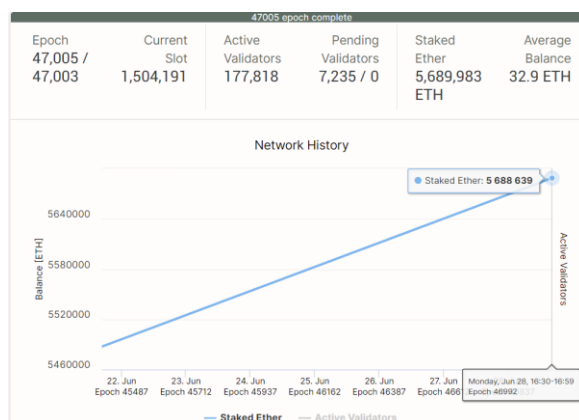 47005 epoch complete
Epoch
47,005 /
47,003
Current
Slot
1,504,191
Active
Validators
177,818
Pending
Validators
7,235 / 0
Staked
Ether
5,689,983
ETH
Average
Balance
32.9 ETH
Network History
Staked Ether: 5 688 639
Balance [ETH]
5640000
5580000
5520000
5460000
Active Validators
22. Jun
Epoch 45487
23. Jun
Epoch 45712
24. Jun
Epoch 45937
25. Jun
Epoch 46162
26. Jun
Epoch 46387
27. Jun
Monday, Jun 28, 16:30-16:59
Epoch 46992
Staked Ether
Active Validators